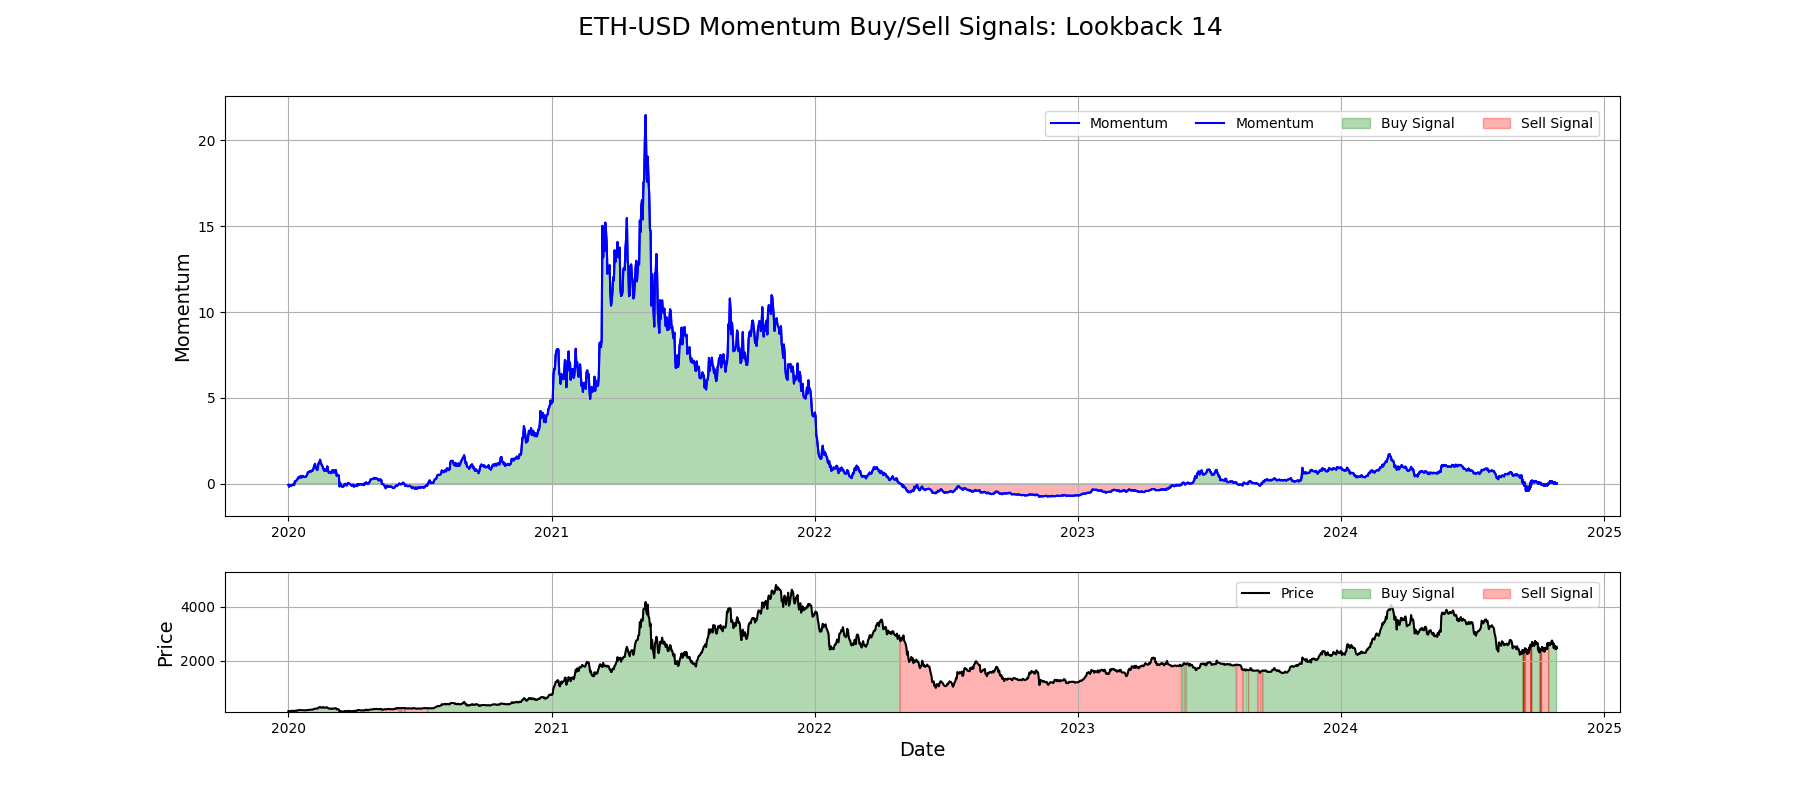 ETH-USD Momentum Buy/Sell Signals: Lookback 14
Momentum Momentum Buy Signal Sell Signal
20
15
10
5
0
Momentum
2020 2021 2022 2023 2024 2025
Price Buy Signal Sell Signal
4000
2000
Price
2020 2021 2022 2023 2024 2025
Date